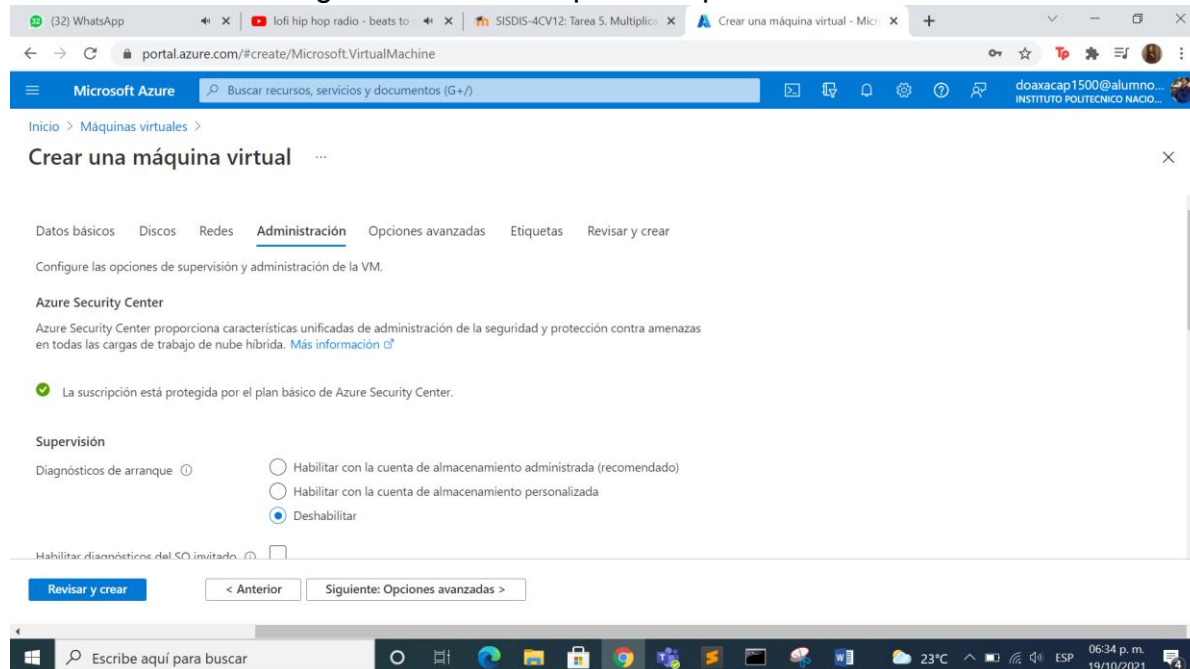 (32) WhatsApp
lofi hip hop radio - beats to
SISDIS-4CV12: Tarea 5. Multiplica
Crear una máquina virtual - Micr
portal.azure.com/#create/Microsoft.VirtualMachine
Microsoft Azure
Buscar recursos, servicios y documentos (G+/)
doaxacap1500@alumno...
INSTITUTO POLITECNICO NACIO...
Inicio > Máquinas virtuales >
Crear una máquina virtual ...
Datos básicos Discos Redes Administración Opciones avanzadas Etiquetas Revisar y crear
Configure las opciones de supervisión y administración de la VM.
Azure Security Center
Azure Security Center proporciona características unificadas de administración de la seguridad y protección contra amenazas
en todas las cargas de trabajo de nube híbrida. Más información
La suscripción está protegida por el plan básico de Azure Security Center.
Supervisión
Diagnósticos de arranque
Habilitar con la cuenta de almacenamiento administrada (recomendado)
Habilitar con la cuenta de almacenamiento personalizada
Deshabilitar
Habilitar diagnósticos del SO invitado
Revisar y crear
< Anterior
Siguiente: Opciones avanzadas >
Escribe aquí para buscar
23°C
ESP
06:34 p. m.
19/10/2021